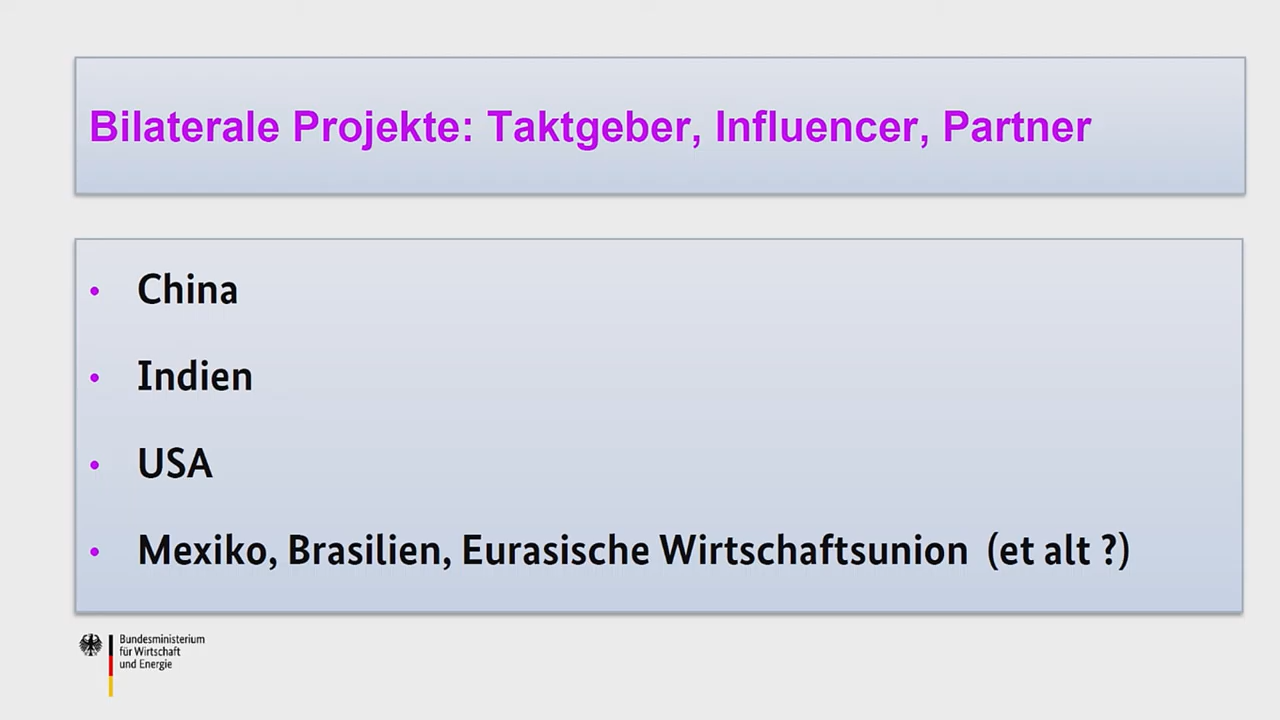 Bilaterale Projekte: Taktgeber, Influencer, Partner
• China
• Indien
• USA
• Mexiko, Brasilien, Eurasische Wirtschaftsunion (et alt ?)
Bundesministerium
für Wirtschaft
und Energie